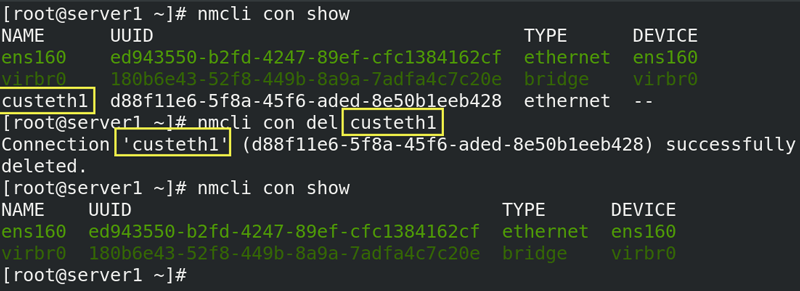 [root@server1 ~]# nmcli con show
NAME      UUID                                  TYPE      DEVICE
ens160    ed943550-b2fd-4247-89ef-cfc1384162cf  ethernet  ens160
virbr0    180b6e43-52f8-449b-8a9a-7adfa4c7c20e  bridge    virbr0
custeth1  d88f11e6-5f8a-45f6-aded-8e50b1eeb428  ethernet  --
[root@server1 ~]# nmcli con del custeth1
Connection 'custeth1' (d88f11e6-5f8a-45f6-aded-8e50b1eeb428) successfully
deleted.
[root@server1 ~]# nmcli con show
NAME    UUID                                  TYPE      DEVICE
ens160  ed943550-b2fd-4247-89ef-cfc1384162cf  ethernet  ens160
virbr0  180b6e43-52f8-449b-8a9a-7adfa4c7c20e  bridge    virbr0
[root@server1 ~]#